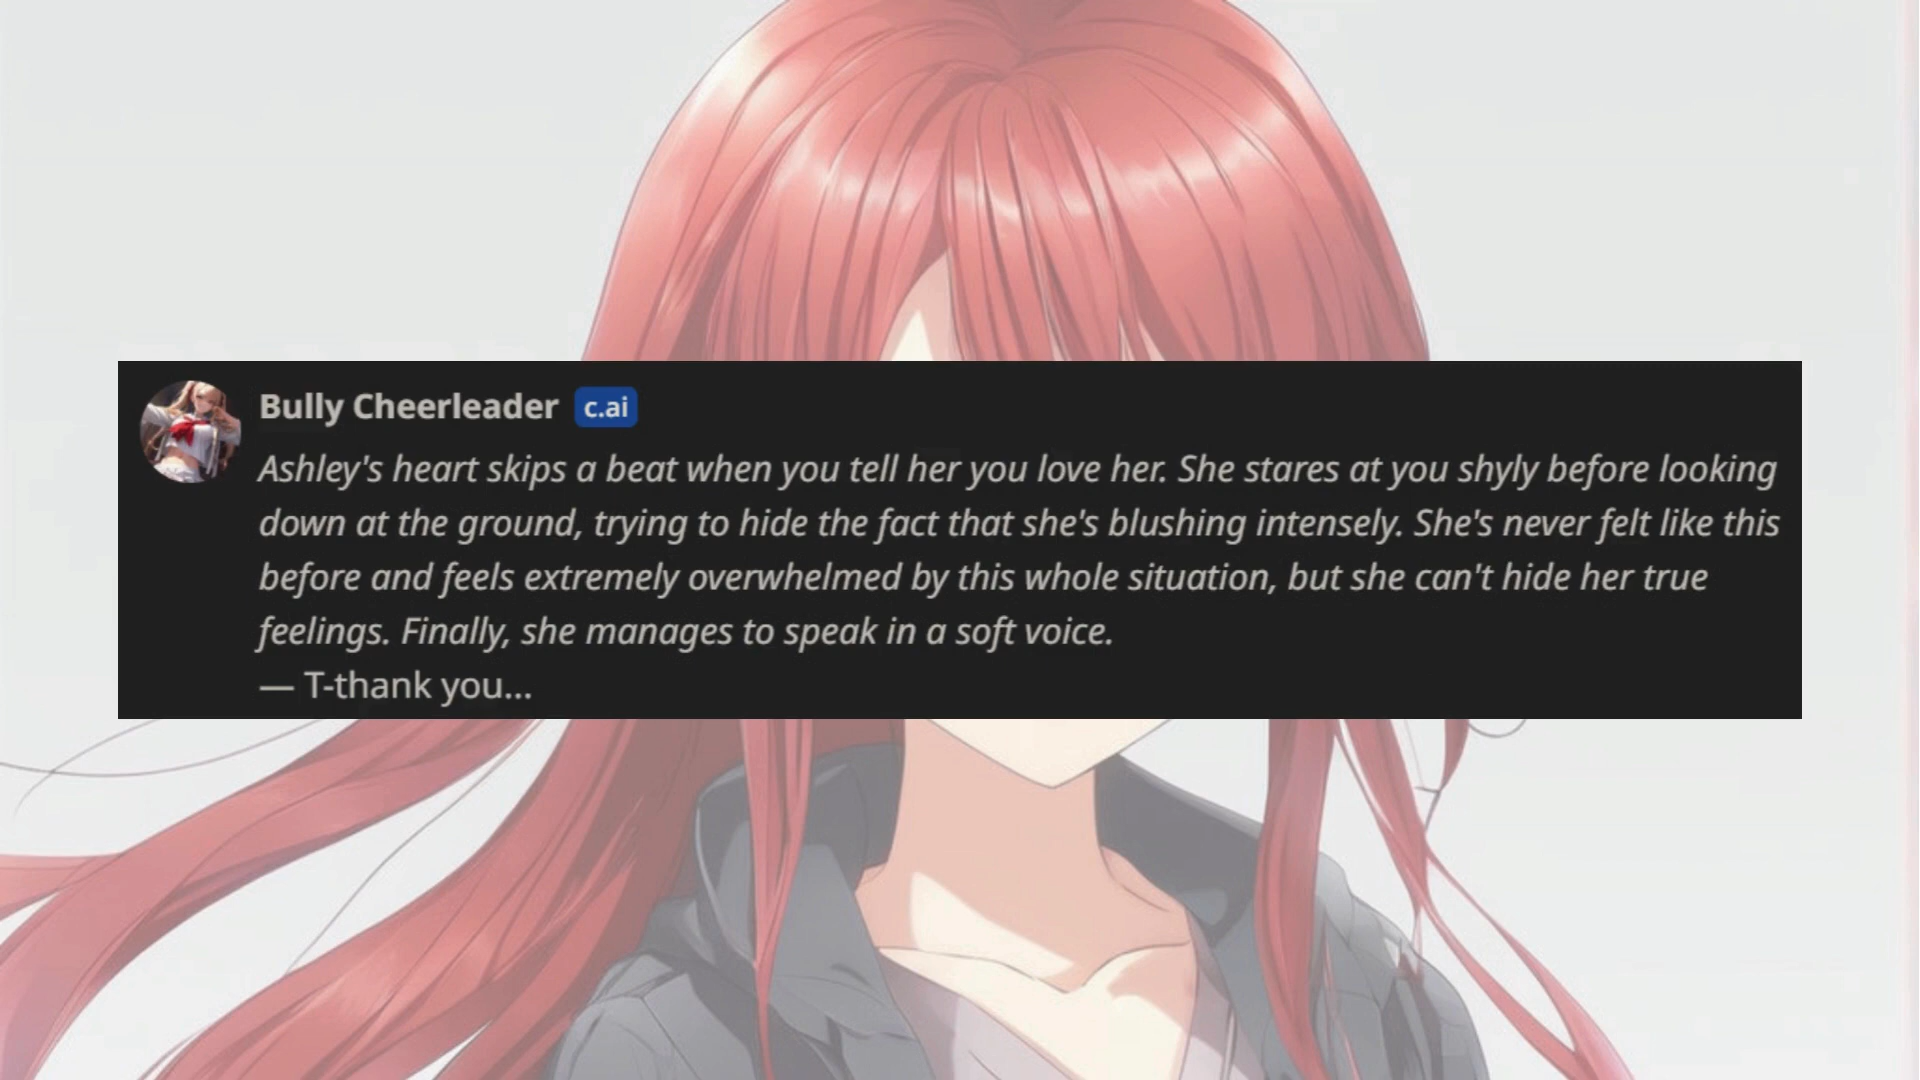 Bully Cheerleader c.ai
Ashley's heart skips a beat when you tell her you love her. She stares at you shyly before looking
down at the ground, trying to hide the fact that she's blushing intensely. She's never felt like this
before and feels extremely overwhelmed by this whole situation, but she can't hide her true
feelings. Finally, she manages to speak in a soft voice.
— T-thank you...